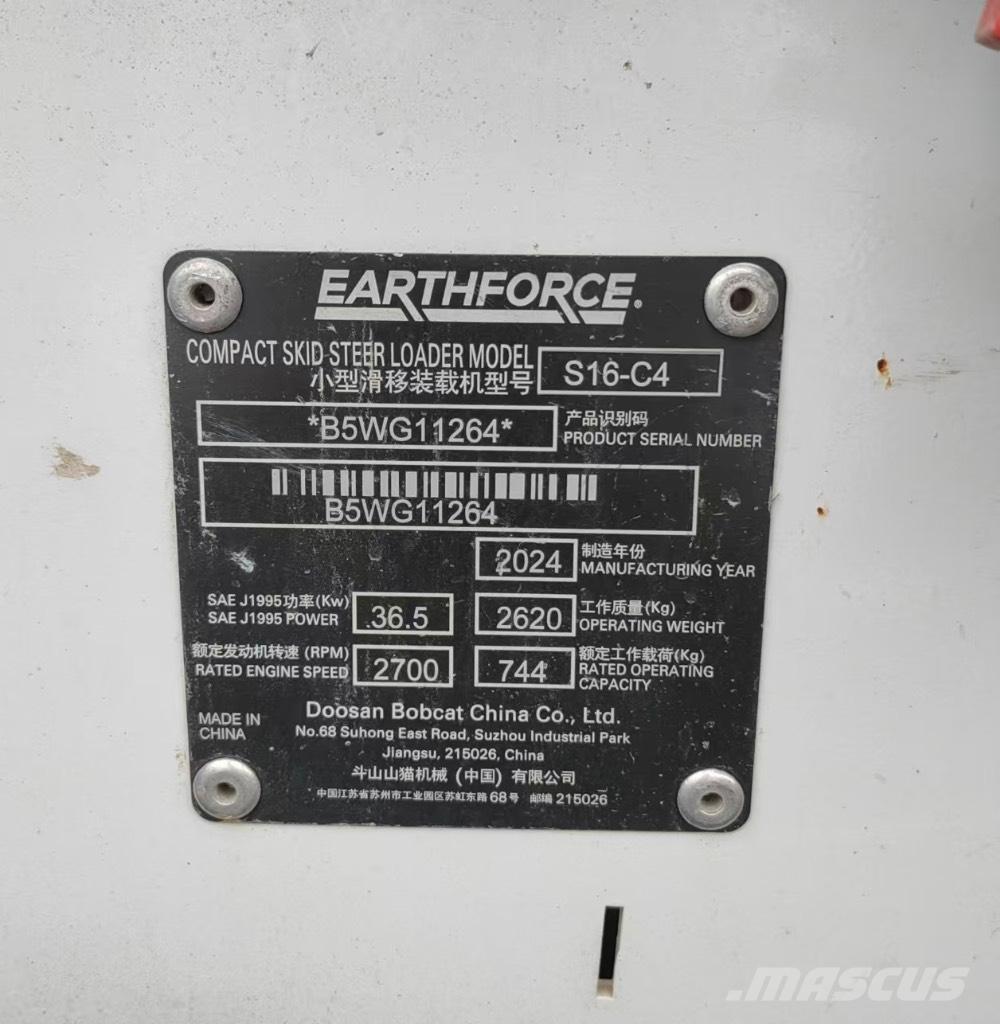 EARTHFORCE®
COMPACT SKID STEER LOADER MODEL
小型滑移装载机型号
S16-C4
*B5WG11264*
产品识别码
PRODUCT SERIAL NUMBER
B5WG11264
2024
制造年份
MANUFACTURING YEAR
SAE J1995功率(Kw)
SAE J1995 POWER
36.5
2620
工作质量(Kg)
OPERATING WEIGHT
额定发动机转速 (RPM)
RATED ENGINE SPEED
2700
744
额定工作载荷(Kg)
RATED OPERATING
CAPACITY
MADE IN
CHINA
Doosan Bobcat China Co., Ltd.
No.68 Suhong East Road, Suzhou Industrial Park
Jiangsu, 215026, China
斗山山猫机械 (中国) 有限公司
中国江苏省苏州市工业园区苏虹东路68号 邮编 215026
.MASCUS